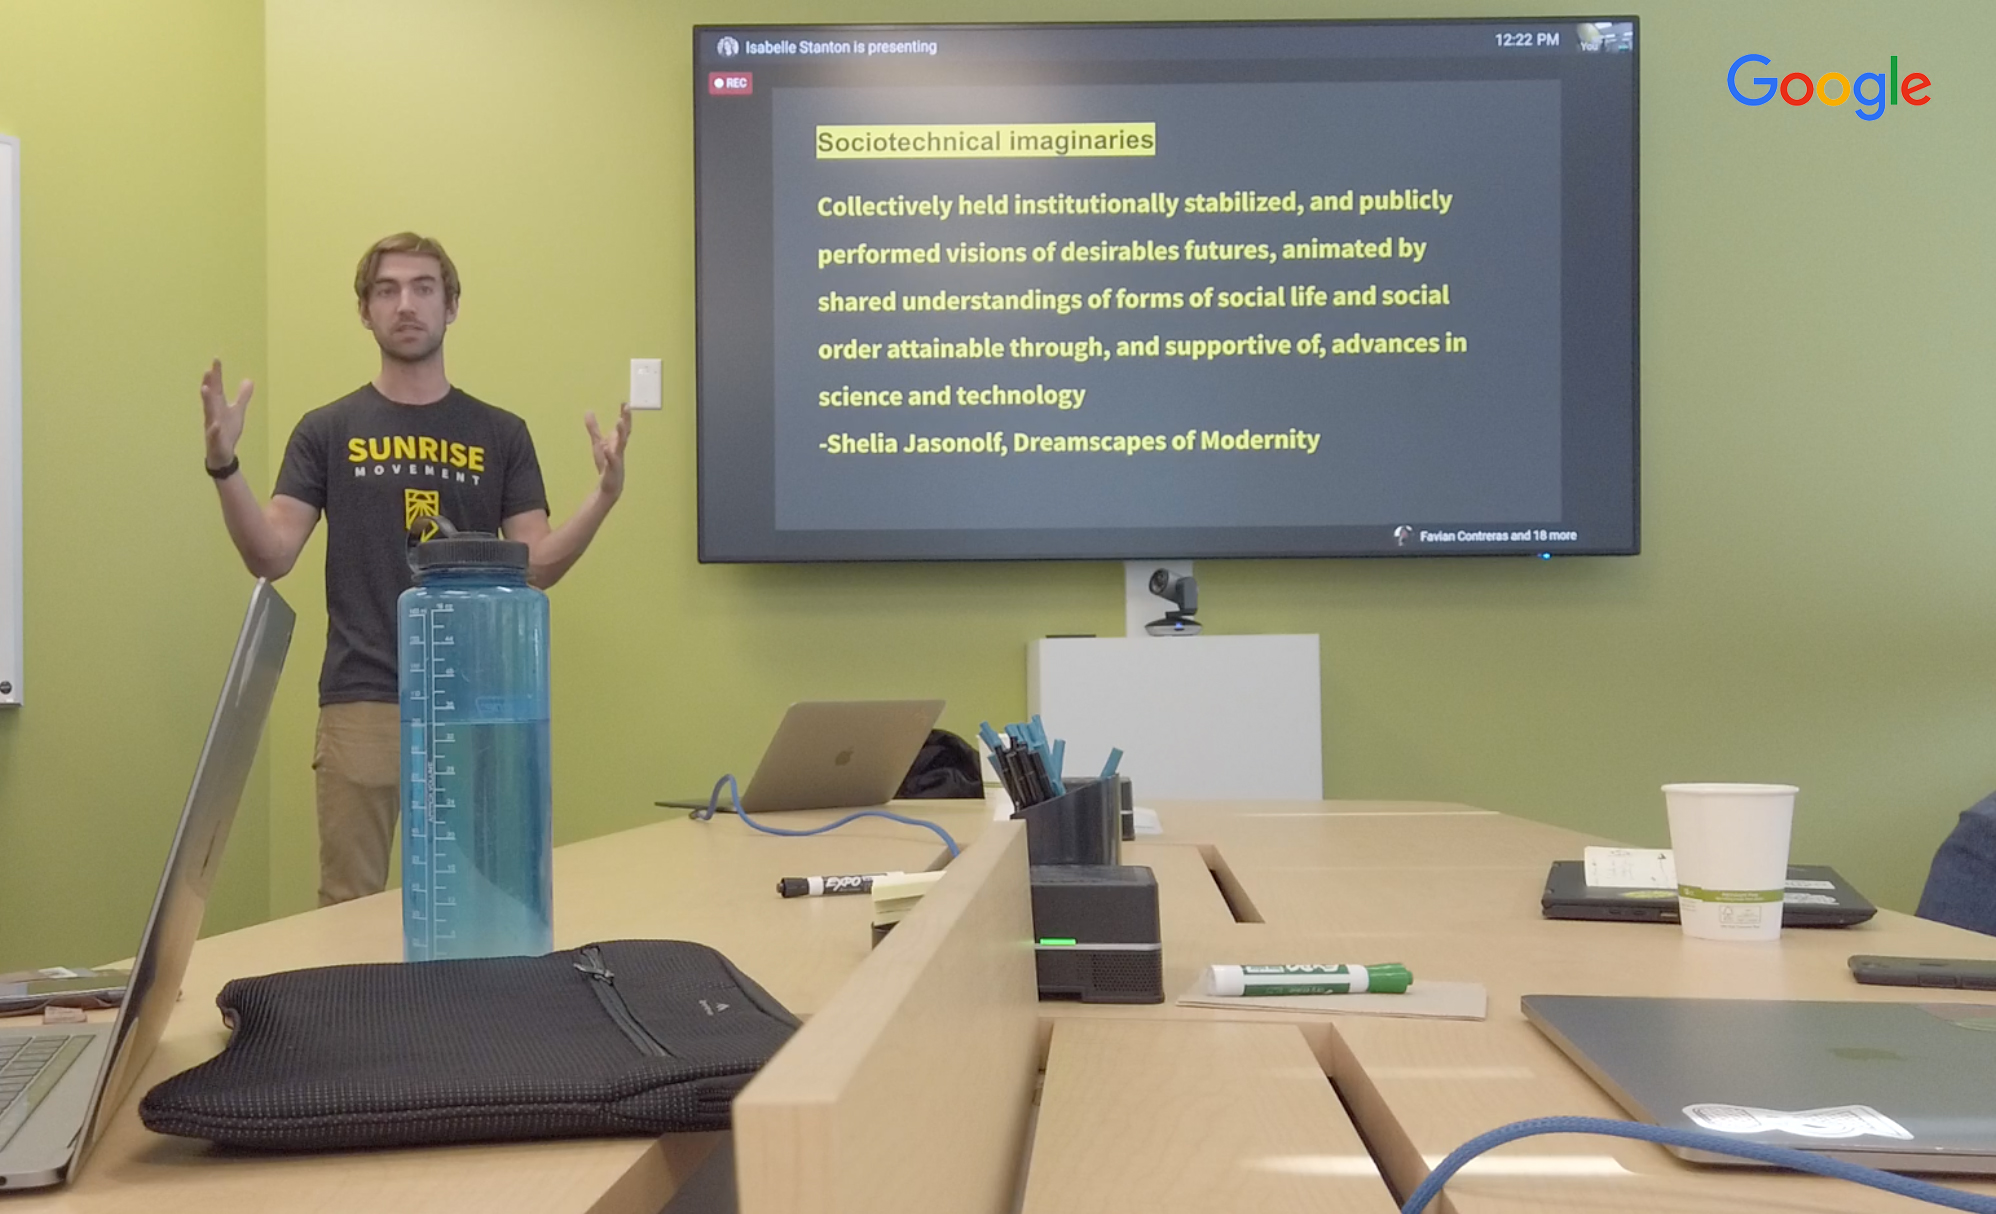 Isabelle Stanton is presenting
12:22 PM
You
REC
Google
Sociotechnical imaginaries
Collectively held institutionally stabilized, and publicly
performed visions of desirables futures, animated by
shared understandings of forms of social life and social
order attainable through, and supportive of, advances in
science and technology
-Shelia Jasonolf, Dreamscapes of Modernity
Favian Contreras and 18 more
SUNRISE
MOVEMENT
EXPO
EXPO